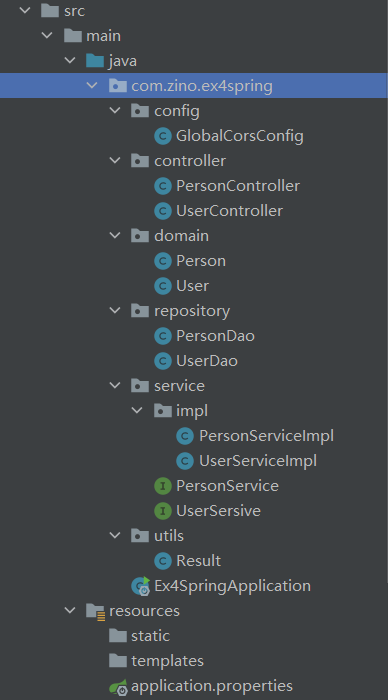 src
main
java
com.zino.ex4spring
config
GlobalCorsConfig
controller
PersonController
UserController
domain
Person
User
repository
PersonDao
UserDao
service
impl
PersonServiceImpl
UserServiceImpl
PersonService
UserSersive
utils
Result
Ex4SpringApplication
resources
static
templates
application.properties